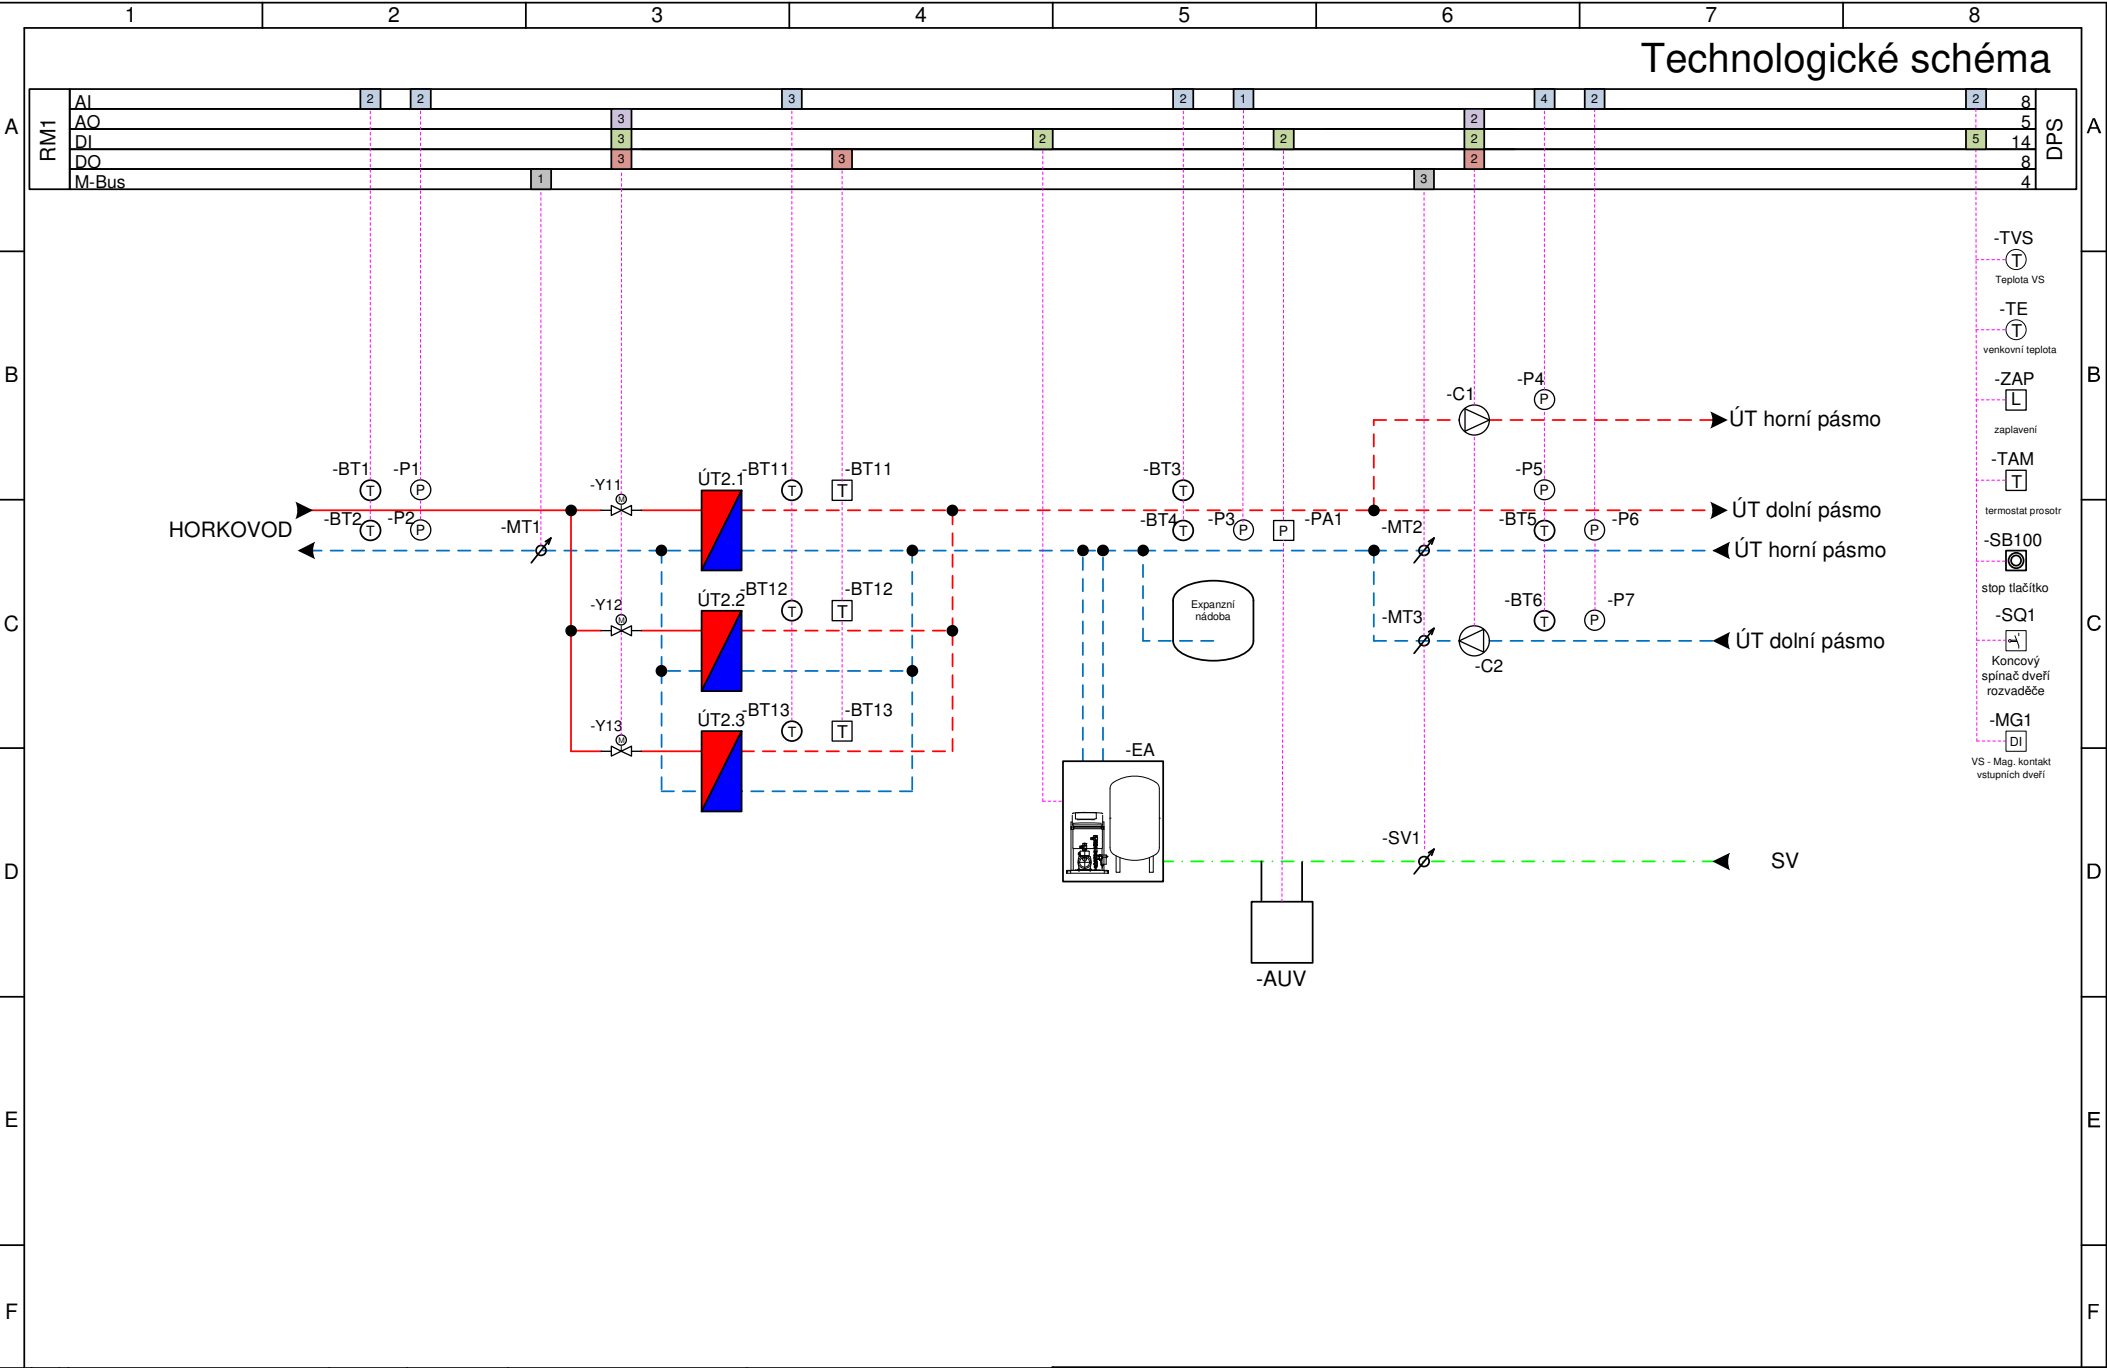 1 2 3 4 5 6 7 8
Technologické schéma
A
RM1
AI 2 2 3 2 1 4 2 2 8
AO 3 2 5
DI 3 2 2 2 5 14
DO 3 3 2 8
M-Bus 1 3 4
DPS
A
-TVS
T
Teplota VS
-TE
T
venkovní teplota
B
B
-ZAP
L
zaplavení
-P4
P
-C1
ÚT horní pásmo
-BT1 -P1 ÚT2.1 -BT11 -BT11 -BT3 -P5
T P T T T P
-Y11
M
-TAM
T
termostat prosotr
HORKOVOD
-BT2 -P2 -MT1 -BT4 -P3 -PA1 -MT2 -BT5 -P6
T P T P P T P
ÚT dolní pásmo
ÚT horní pásmo
-SB100
stop tlačítko
-Y12
M
ÚT2.2 -BT12 -BT12
T T
Expanzní
nádoba
-MT3 -BT6 -P7
T P
-C2
ÚT dolní pásmo
C
C
-SQ1
Koncový
spínač dveří
rozvaděče
-Y13
M
ÚT2.3 -BT13 -BT13
T T
-MG1
DI
VS - Mag. kontakt
vstupních dveří
-EA
-SV1
SV
D
D
-AUV
E
E
F
F